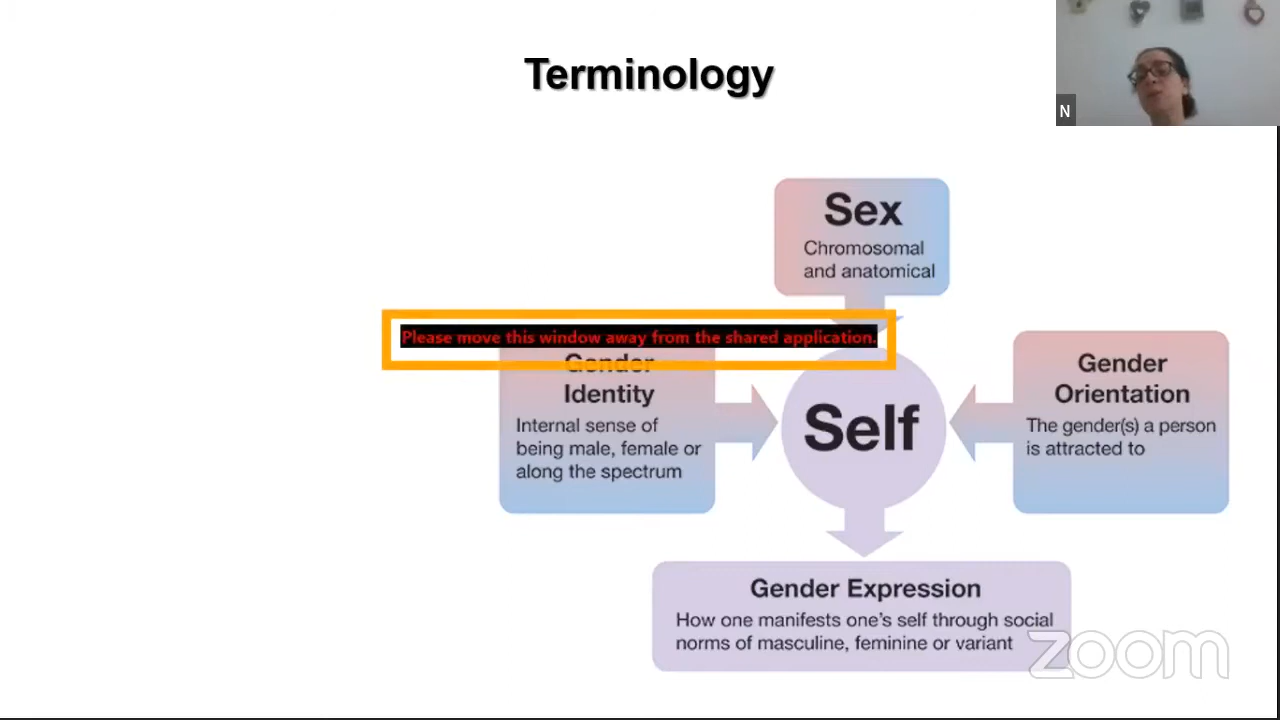 Terminology
N
Sex
Chromosomal
and anatomical
Please move this window away from the shared application.
Gender
Identity
Internal sense of
being male, female or
along the spectrum
Self
Gender
Orientation
The gender(s) a person
is attracted to
Gender Expression
How one manifests one’s self through social
norms of masculine, feminine or variant
zoom